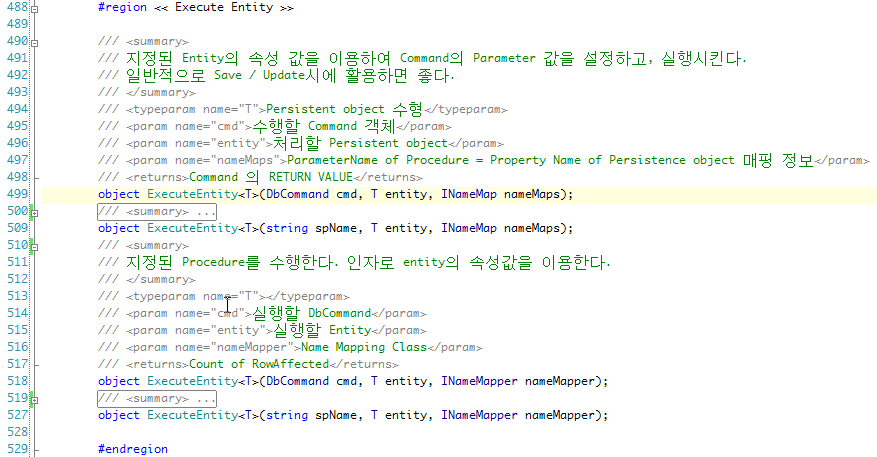 488 #region << Execute Entity >>
489
490 /// <summary>
491 /// 지정된 Entity의 속성 값을 이용하여 Command의 Parameter 값을 설정하고, 실행시킨다.
492 /// 일반적으로 Save / Update시에 활용하면 좋다.
493 /// </summary>
494 /// <typeparam name="T">Persistent object 수형</typeparam>
495 /// <param name="cmd">수행할 Command 객체</param>
496 /// <param name="entity">처리할 Persistent object</param>
497 /// <param name="nameMaps">ParameterName of Procedure = Property Name of Persistence object 매핑 정보</param>
498 /// <returns>Command 의 RETURN VALUE</returns>
499 object ExecuteEntity<T>(DbCommand cmd, T entity, INameMap nameMaps);
500 /// <summary> ...
509 object ExecuteEntity<T>(string spName, T entity, INameMap nameMaps);
510 /// <summary>
511 /// 지정된 Procedure를 수행한다. 인자로 entity의 속성값을 이용한다.
512 /// </summary>
513 /// <typeparam name="T"></typeparam>
514 /// <param name="cmd">실행할 DbCommand</param>
515 /// <param name="entity">실행할 Entity</param>
516 /// <param name="nameMapper">Name Mapping Class</param>
517 /// <returns>Count of RowAffected</returns>
518 object ExecuteEntity<T>(DbCommand cmd, T entity, INameMapper nameMapper);
519 /// <summary> ...
527 object ExecuteEntity<T>(string spName, T entity, INameMapper nameMapper);
528
529 #endregion